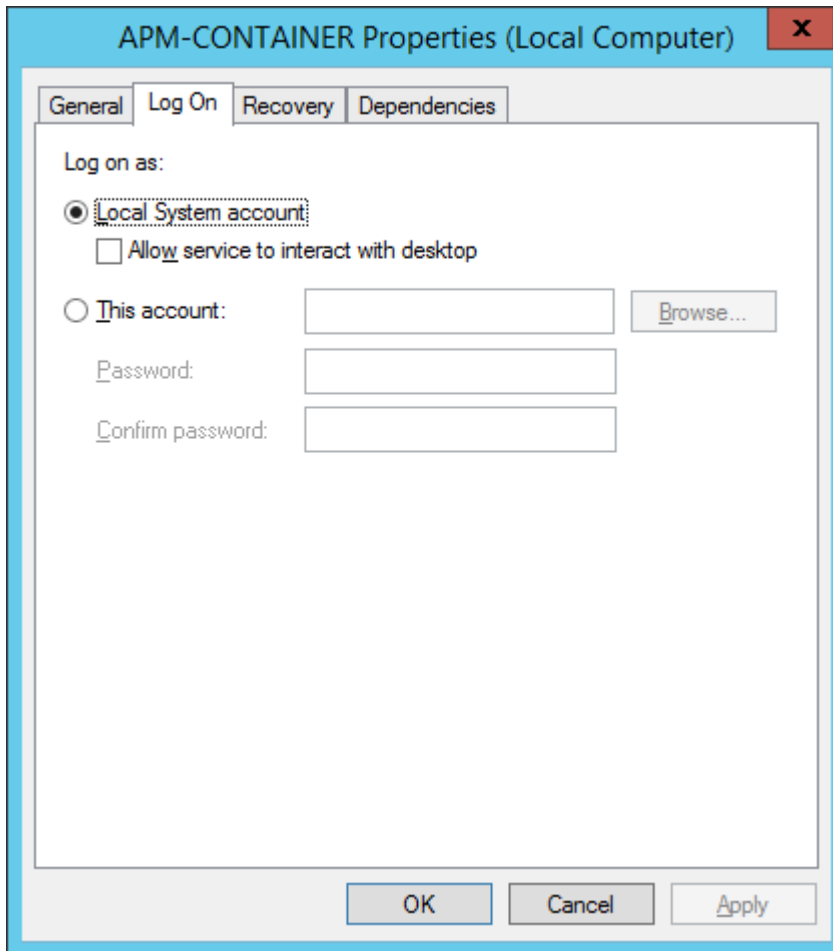 APM-CONTAINER Properties (Local Computer)
x
General Log On Recovery Dependencies
Log on as:
Local System account
Allow service to interact with desktop
This account: Browse...
Password:
Confirm password:
OK Cancel Apply